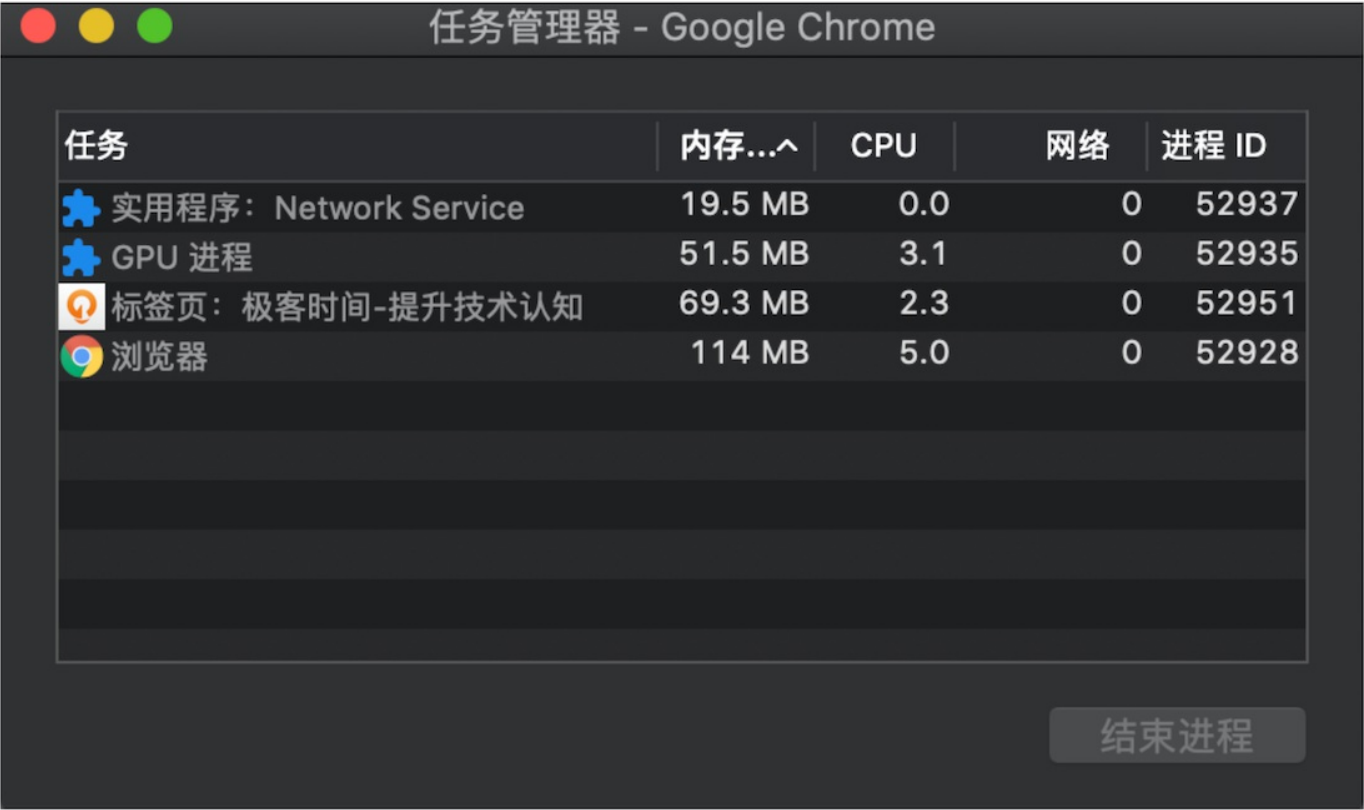 任务管理器 - Google Chrome
任务 内存... CPU 网络 进程 ID
实用程序：Network Service 19.5 MB 0.0 0 52937
GPU 进程 51.5 MB 3.1 0 52935
标签页：极客时间-提升技术认知 69.3 MB 2.3 0 52951
浏览器 114 MB 5.0 0 52928
结束进程